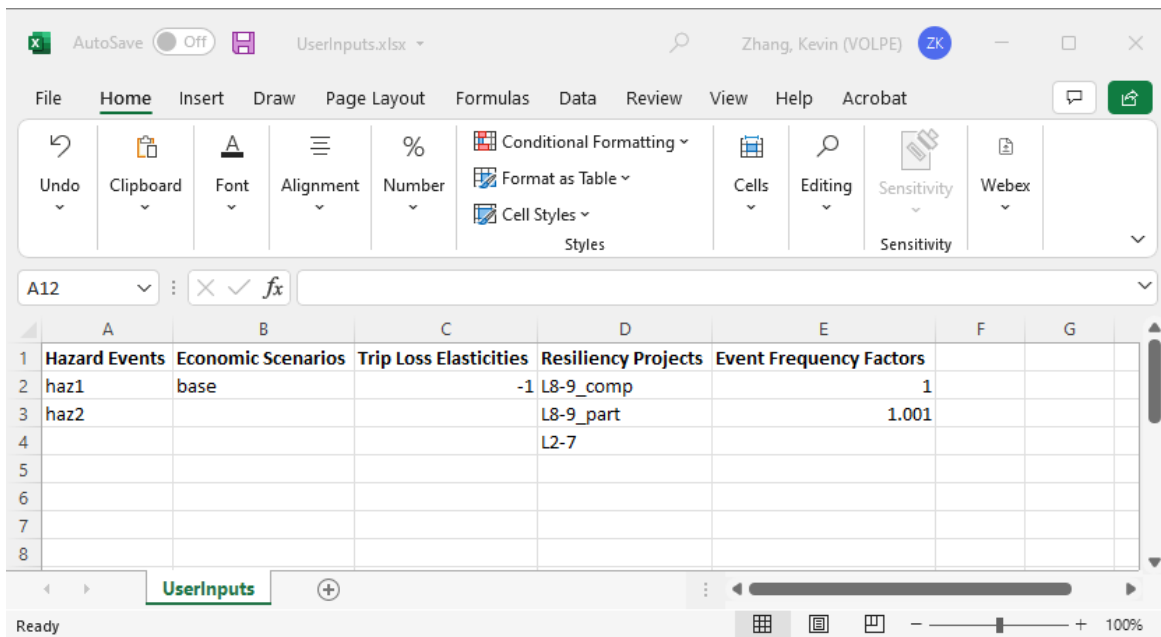 AutoSave Off UserInputs.xlsx Zhang, Kevin (VOLPE) ZK
File Home Insert Draw Page Layout Formulas Data Review View Help Acrobat
Undo Clipboard Font Alignment % Number Conditional Formatting Cells Editing Sensitivity Webex
Format as Table
Cell Styles
Styles Sensitivity
A12 fx
A B C D E F G
1 Hazard Events Economic Scenarios Trip Loss Elasticities Resiliency Projects Event Frequency Factors
2 haz1 base -1 L8-9_comp 1
3 haz2 L8-9_part 1.001
4 L2-7
5
6
7
8
UserInputs
Ready 100%